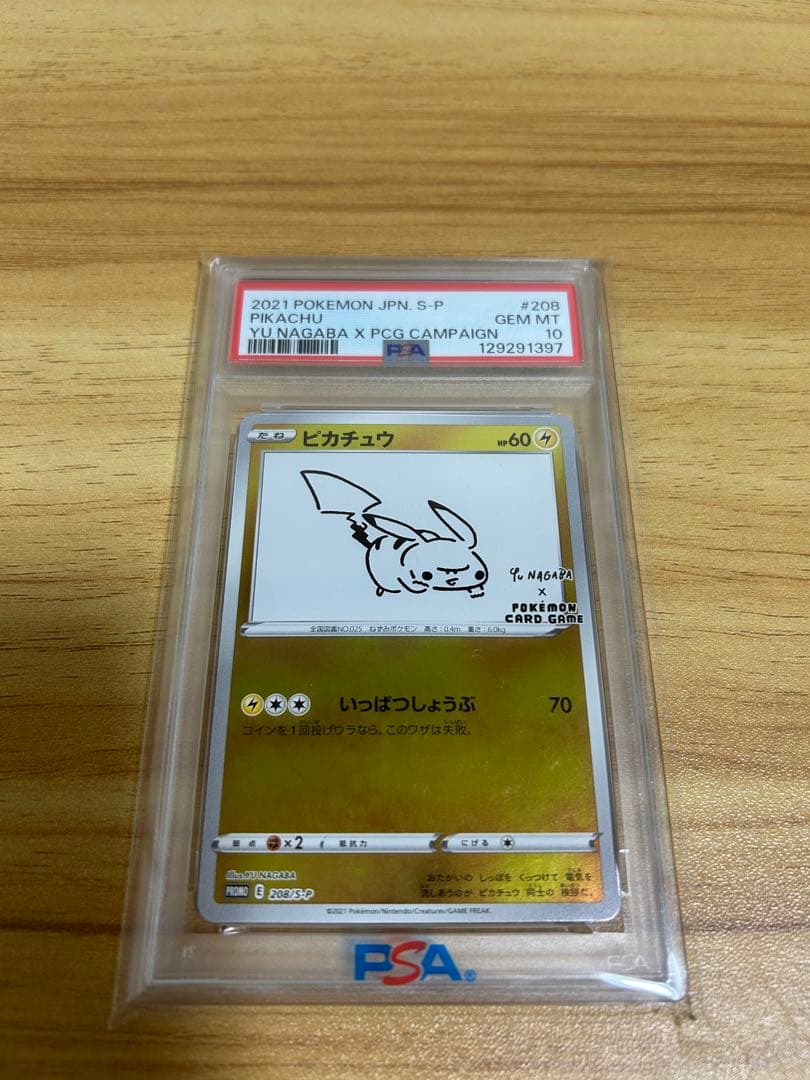 2021 POKEMON JPN. S-P #208
PIKACHU GEM MT
YU NAGABA X PCG CAMPAIGN 10
PSA 129291397
たね ピカチュウ HP60
Yu NAGABA
×
POKÉMON
CARD GAME
全国図鑑NO.025 ねずみポケモン 高さ:0.4m 重さ:6.0kg
いっぱつしょうぶ 70
コインを1回投げウラなら、このワザは失敗。
弱点 ×2 抵抗力 にげる
Illus.YU NAGABA
おたがいの しっぽを くっつけて 電気を
流しあうのが ピカチュウ 同士の 挨拶だ。
PROMO E 208/S-P
©2021 Pokémon/Nintendo/Creatures/GAME FREAK.
PSA®